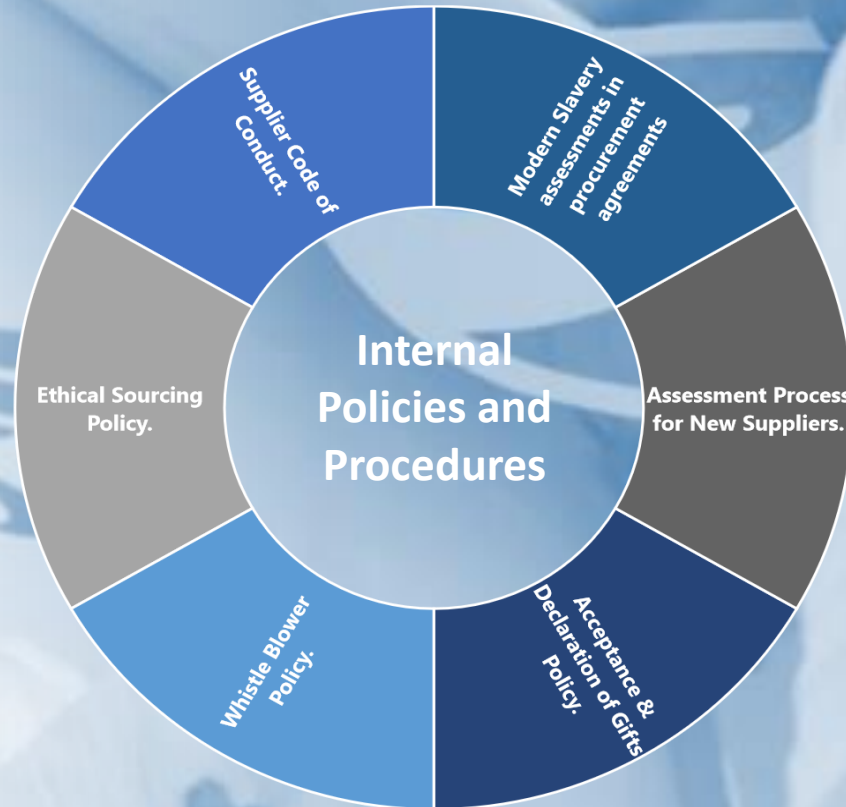 Supplier Code of
Conduct.
Modern Slavery
assessments in
procurement
agreements
Ethical Sourcing
Policy.
Internal
Policies and
Procedures
Assessment Process
for New Suppliers.
Whistle Blower
Policy.
Acceptance &
Declaration of Gifts
Policy.